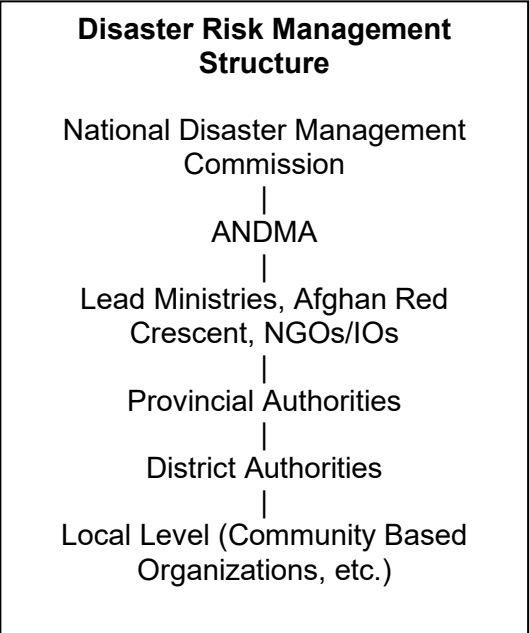 Disaster Risk Management
Structure
National Disaster Management
Commission
|
ANDMA
|
Lead Ministries, Afghan Red
Crescent, NGOs/IOs
|
Provincial Authorities
|
District Authorities
|
Local Level (Community Based
Organizations, etc.)